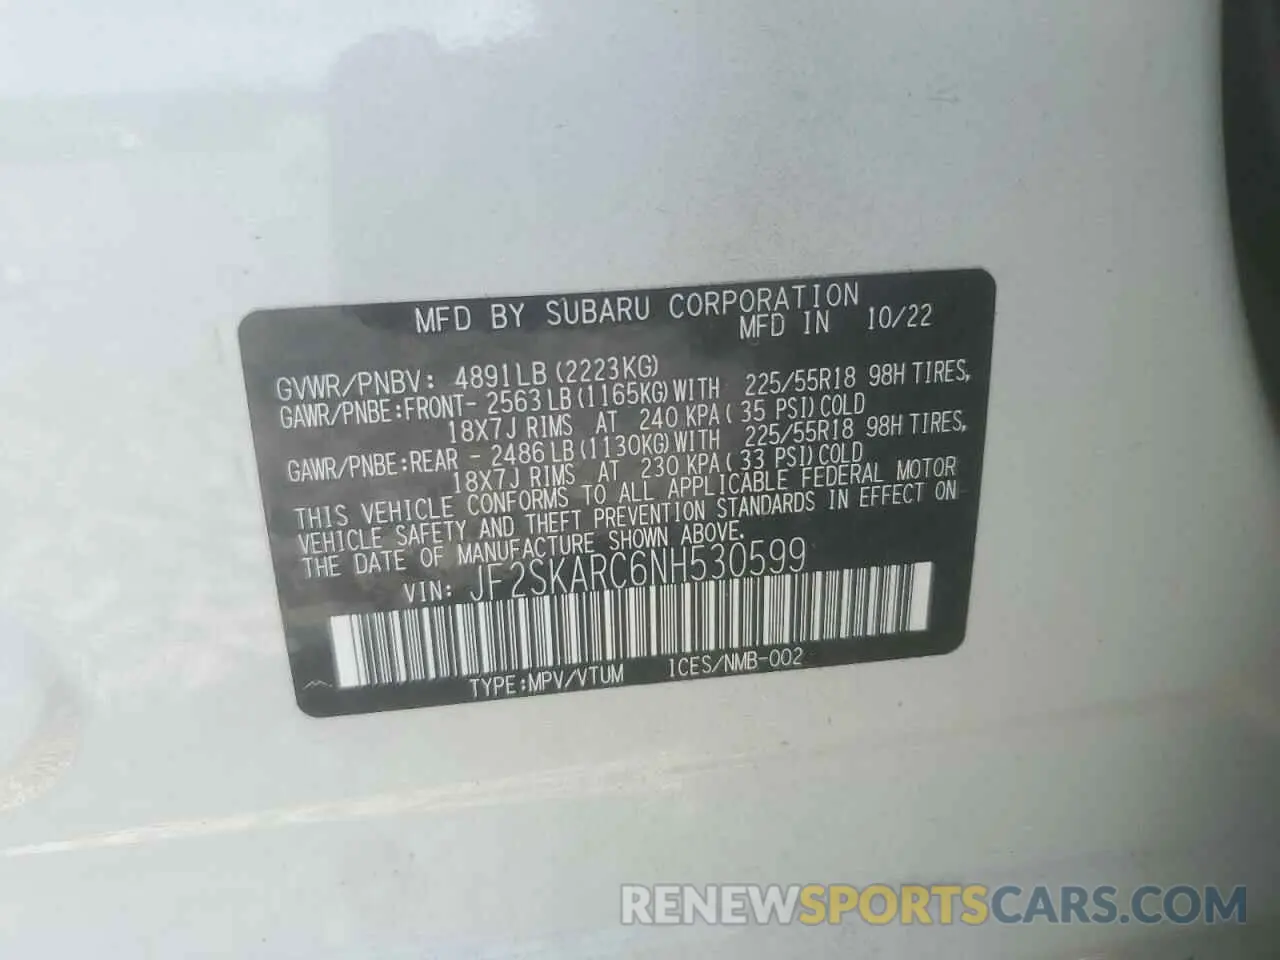 MFD BY SUBARU CORPORATION
MFD IN 10/22
GVWR/PNBV: 4891LB (2223KG)
GAWR/PNBE:FRONT- 2563LB(1165KG)WITH 225/55R18 98H TIRES,
18X7J RIMS AT 240 KPA( 35 PSI)COLD
GAWR/PNBE:REAR - 2486LB(1130KG)WITH 225/55R18 98H TIRES,
18X7J RIMS AT 230 KPA( 33 PSI)COLD
THIS VEHICLE CONFORMS TO ALL APPLICABLE FEDERAL MOTOR
VEHICLE SAFETY AND THEFT PREVENTION STANDARDS IN EFFECT ON
THE DATE OF MANUFACTURE SHOWN ABOVE.
VIN: JF2SKARC6NH530599
TYPE:MPV/VTUM ICES/NMB-002
RENEWSPORTSCARS.COM